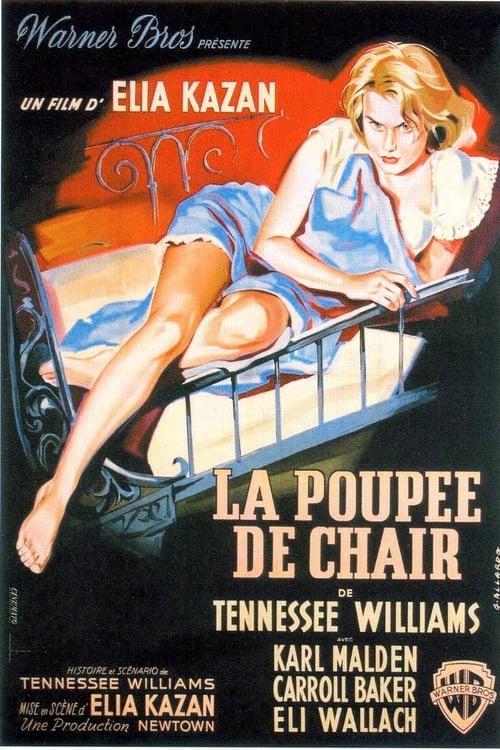 Warner Bros PRÉSENTE
UN FILM D' ELIA KAZAN
LA POUPEE
DE CHAIR
DE
TENNESSEE WILLIAMS
AVEC
KARL MALDEN
CARROLL BAKER
ELI WALLACH
HISTOIRE et SCÉNARIO de
TENNESSEE WILLIAMS
MISE en SCÈNE d' ELIA KAZAN
Une Production NEWTOWN
WB
WARNER BROS